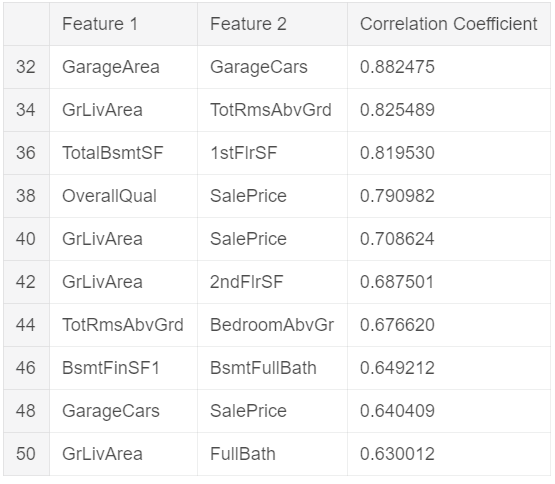 Feature 1 Feature 2 Correlation Coefficient
32 GarageArea GarageCars 0.882475
34 GrLivArea TotRmsAbvGrd 0.825489
36 TotalBsmtSF 1stFlrSF 0.819530
38 OverallQual SalePrice 0.790982
40 GrLivArea SalePrice 0.708624
42 GrLivArea 2ndFlrSF 0.687501
44 TotRmsAbvGrd BedroomAbvGr 0.676620
46 BsmtFinSF1 BsmtFullBath 0.649212
48 GarageCars SalePrice 0.640409
50 GrLivArea FullBath 0.630012